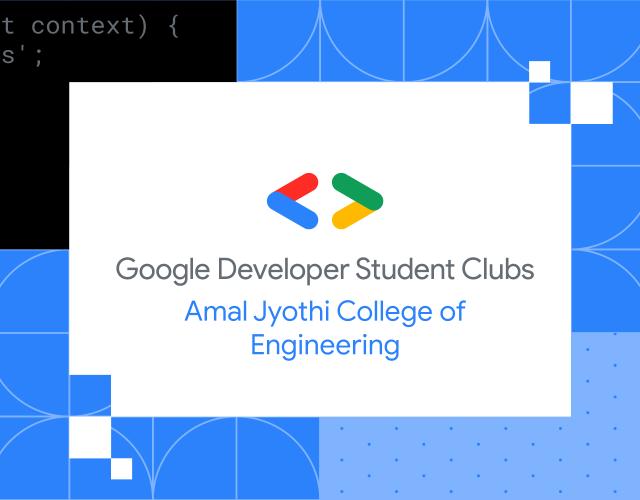 t context) {
s';
Google Developer Student Clubs
Amal Jyothi College of
Engineering